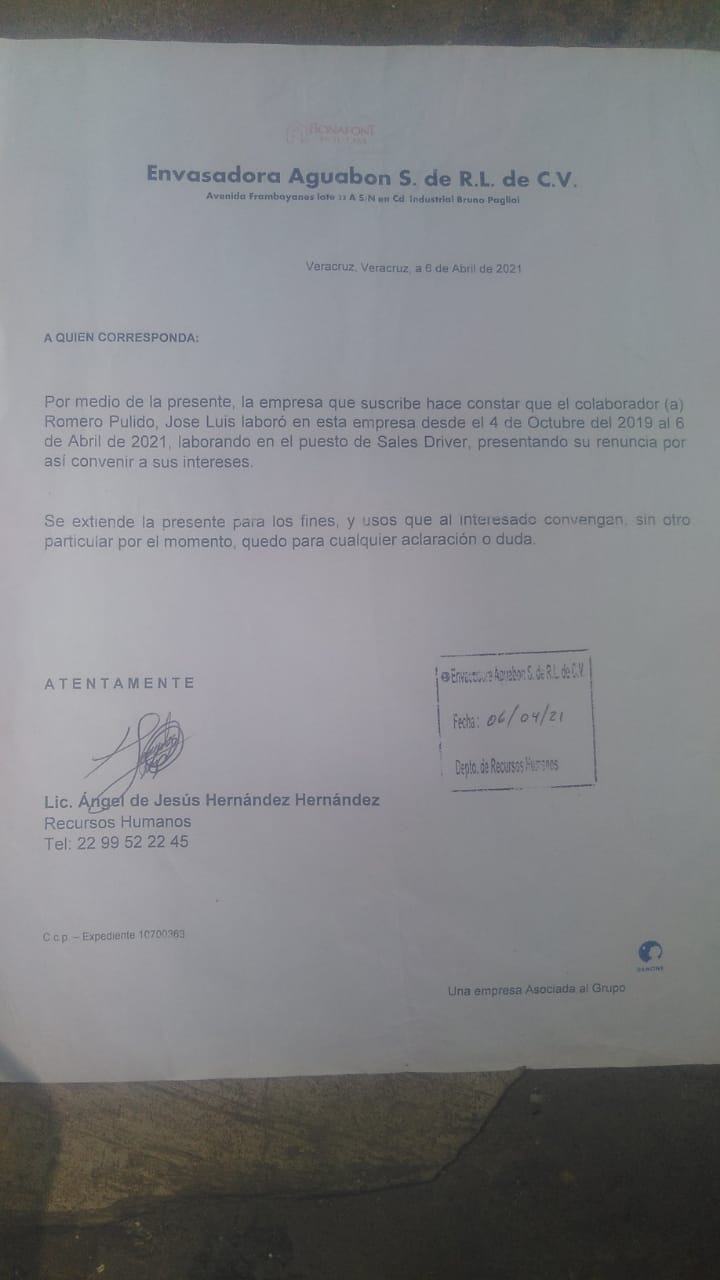 BONAFONT
Envasadora Aguabon S. de R.L. de C.V.
Avenida Framboyanes lote 33 A S/N en Cd. Industrial Bruno Pagliai
Veracruz, Veracruz, a 6 de Abril de 2021
A QUIEN CORRESPONDA:
Por medio de la presente, la empresa que suscribe hace constar que el colaborador (a)
Romero Pulido, Jose Luis laboró en esta empresa desde el 4 de Octubre del 2019 al 6
de Abril de 2021, laborando en el puesto de Sales Driver, presentando su renuncia por
así convenir a sus intereses.
Se extiende la presente para los fines, y usos que al interesado convengan, sin otro
particular por el momento, quedo para cualquier aclaración o duda.
ATENTAMENTE
Envasadora Aguabon S. de R.L. de C.V.
Fecha: 06/04/21
Depto. de Recursos Humanos
Lic. Ángel de Jesús Hernández Hernández
Recursos Humanos
Tel: 22 99 52 22 45
C.c.p. – Expediente 10700363
DANONE
Una empresa Asociada al Grupo